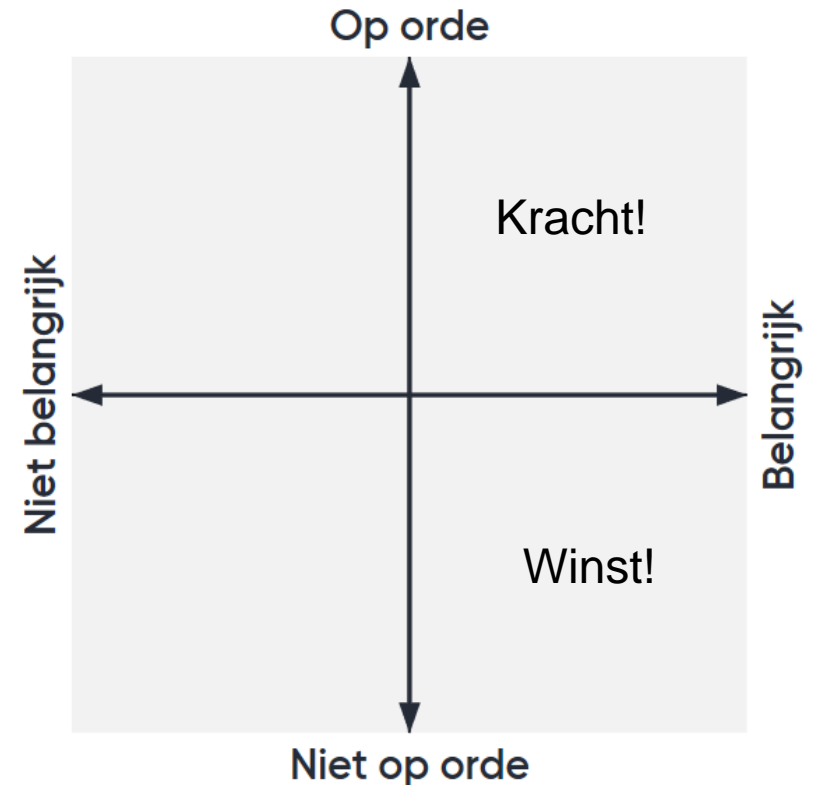 Op orde
Kracht!
Niet belangrijk
Belangrijk
Winst!
Niet op orde